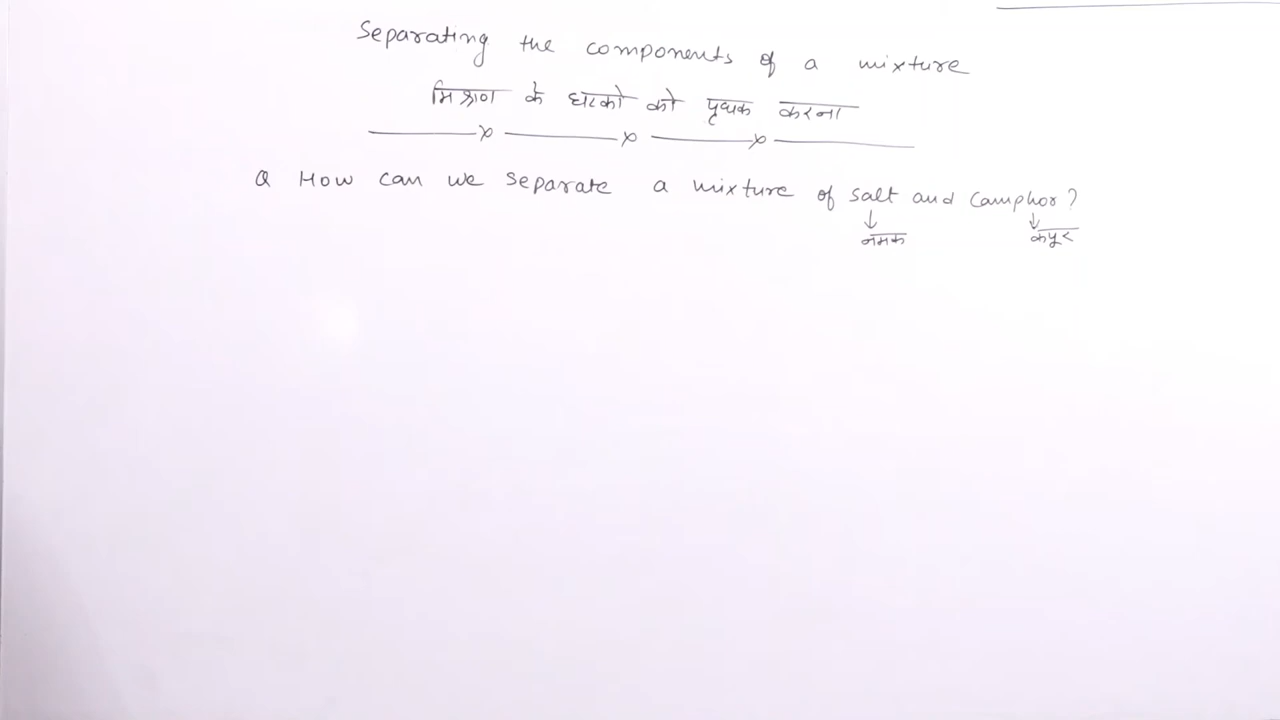 Separating the components of a mixture
मिश्रण के घटको को पृथक करना
Q How can we separate a mixture of salt and camphor?
↓ ↓
नमक कपूर